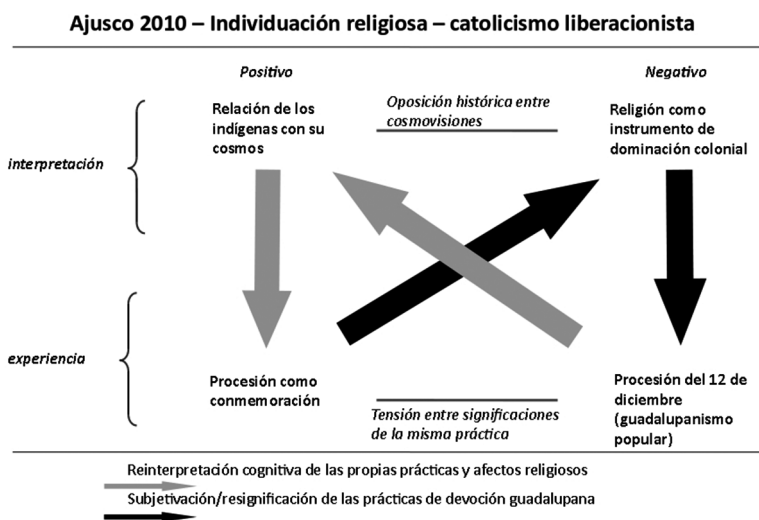 Ajusco 2010 – Individuación religiosa – catolicismo liberacionista
Positivo
Negativo
Relación de los
indígenas con su
cosmos
Oposición histórica entre
cosmovisiones
Religión como
instrumento de
dominación colonial
interpretación
experiencia
Procesión como
conmemoración
Tensión entre significaciones
de la misma práctica
Procesión del 12 de
diciembre
(guadalupanismo
popular)
Reinterpretación cognitiva de las propias prácticas y afectos religiosos
Subjetivación/resignificación de las prácticas de devoción guadalupana